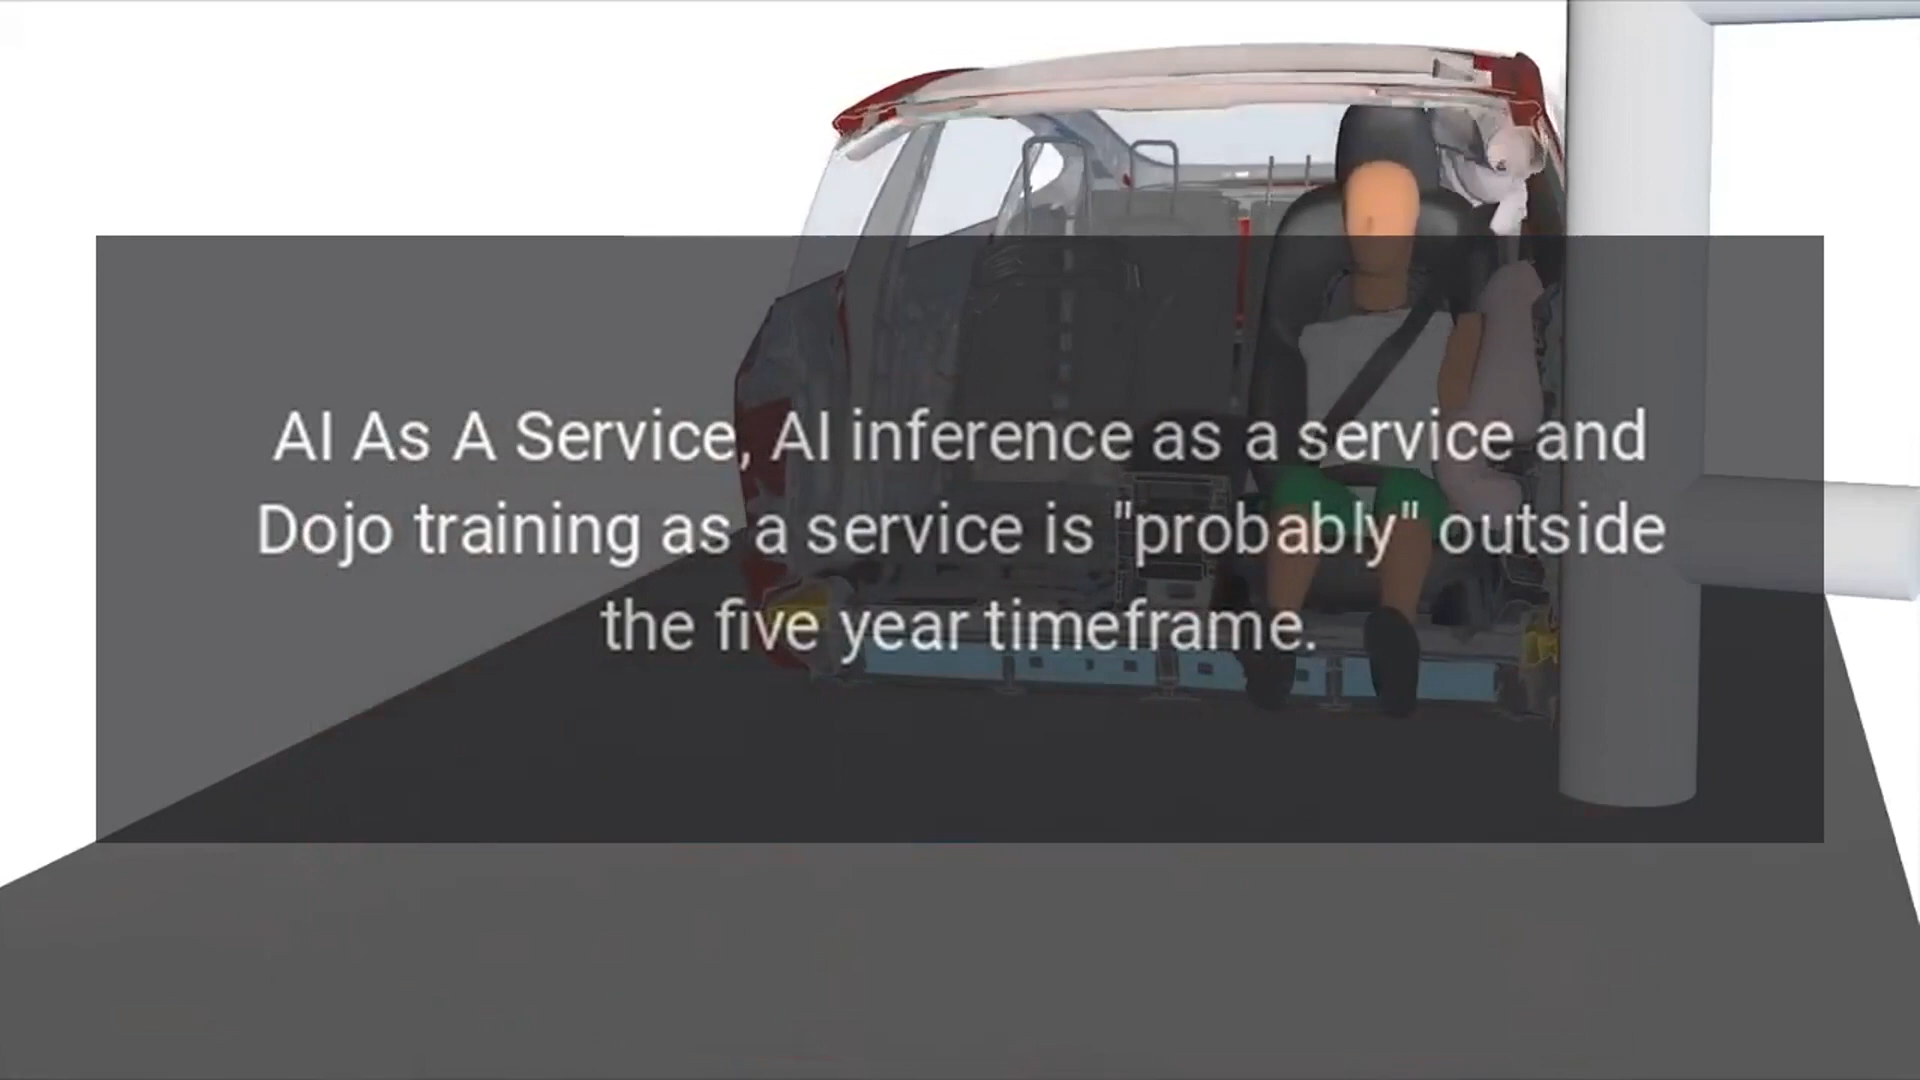 AI As A Service, AI inference as a service and
Dojo training as a service is "probably" outside
the five year timeframe.